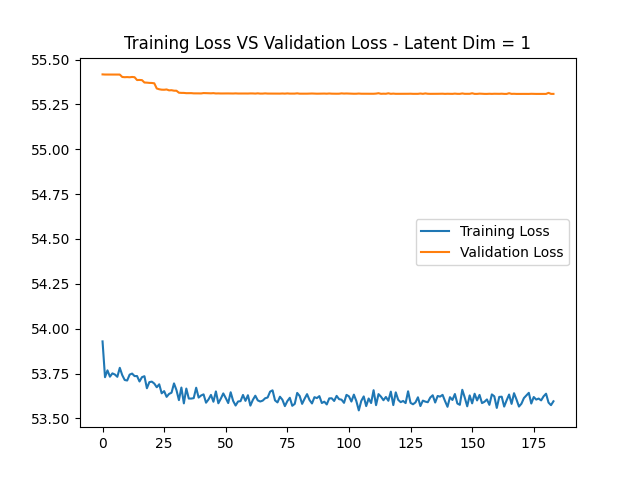 Training Loss VS Validation Loss - Latent Dim = 1
55.50
55.25
55.00
54.75
54.50
54.25
54.00
53.75
53.50
Training Loss
Validation Loss
0 25 50 75 100 125 150 175